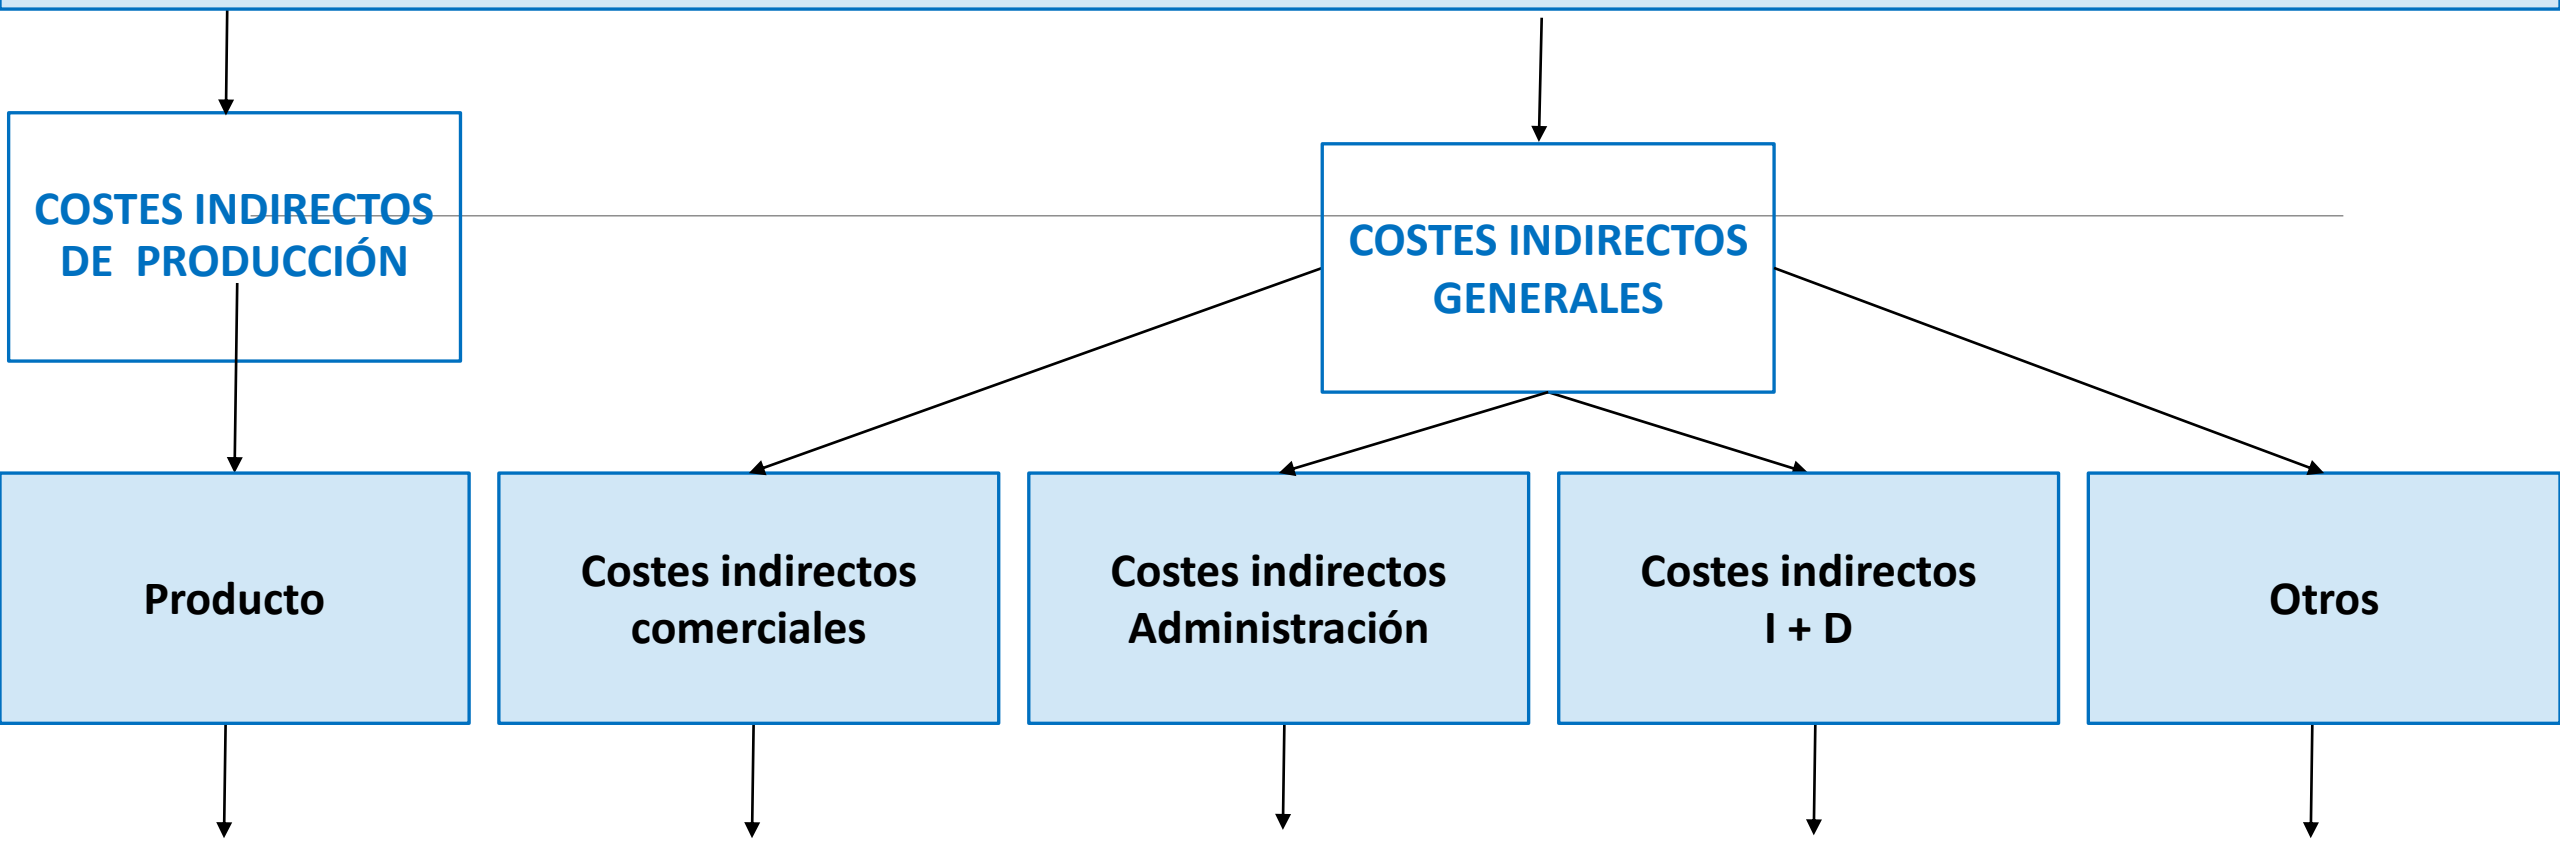 COSTES INDIRECTOS
DE PRODUCCIÓN
COSTES INDIRECTOS
GENERALES
Producto
Costes indirectos
comerciales
Costes indirectos
Administración
Costes indirectos
I + D
Otros